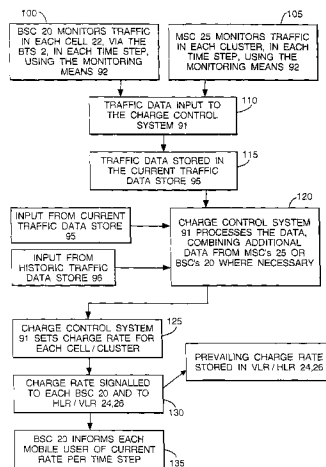 100
BSC 20 MONITORS TRAFFIC
IN EACH CELL 22, VIA THE
BTS 2, IN EACH TIME STEP,
USING THE MONITORING
MEANS 92
105
MSC 25 MONITORS TRAFFIC
IN EACH CLUSTER, IN EACH
TIME STEP, USING THE
MONITORING MEANS 92
TRAFFIC DATA INPUT TO
THE CHARGE CONTROL
SYSTEM 91
110
TRAFFIC DATA STORED IN
THE CURRENT TRAFFIC
DATA STORE 95
115
120
INPUT FROM CURRENT
TRAFFIC DATA STORE
95
INPUT FROM
HISTORIC TRAFFIC
DATA STORE 96
CHARGE CONTROL SYSTEM
91 PROCESSES THE DATA,
COMBINING ADDITIONAL
DATA FROM MSC's 25 OR
BSC's 20 WHERE NECESSARY
CHARGE CONTROL SYSTEM
91 SETS CHARGE RATE FOR
EACH CELL/CLUSTER
125
CHARGE RATE SIGNALLED
TO EACH BSC 20 AND TO
HLR/VLR 24,26
130
PREVAILING CHARGE RATE
STORED IN VLR/HLR 24,26
BSC 20 INFORMS EACH
MOBILE USER OF CURRENT
RATE PER TIME STEP
135